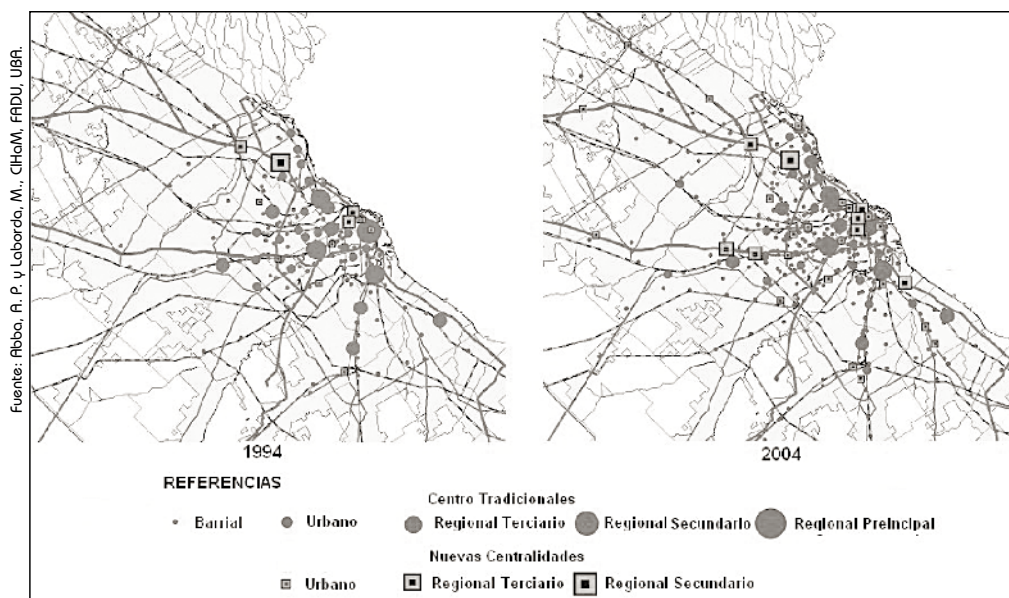 Fuente: Abba, A. P. y Laborda, M., CIHaM, FADU, UBA.
1994
2004
REFERENCIAS
Centro Tradicionales
Barrial
Urbano
Regional Terciario
Regional Secundario
Regional Preincipal
Nuevas Centralidades
Urbano
Regional Terciario
Regional Secundario